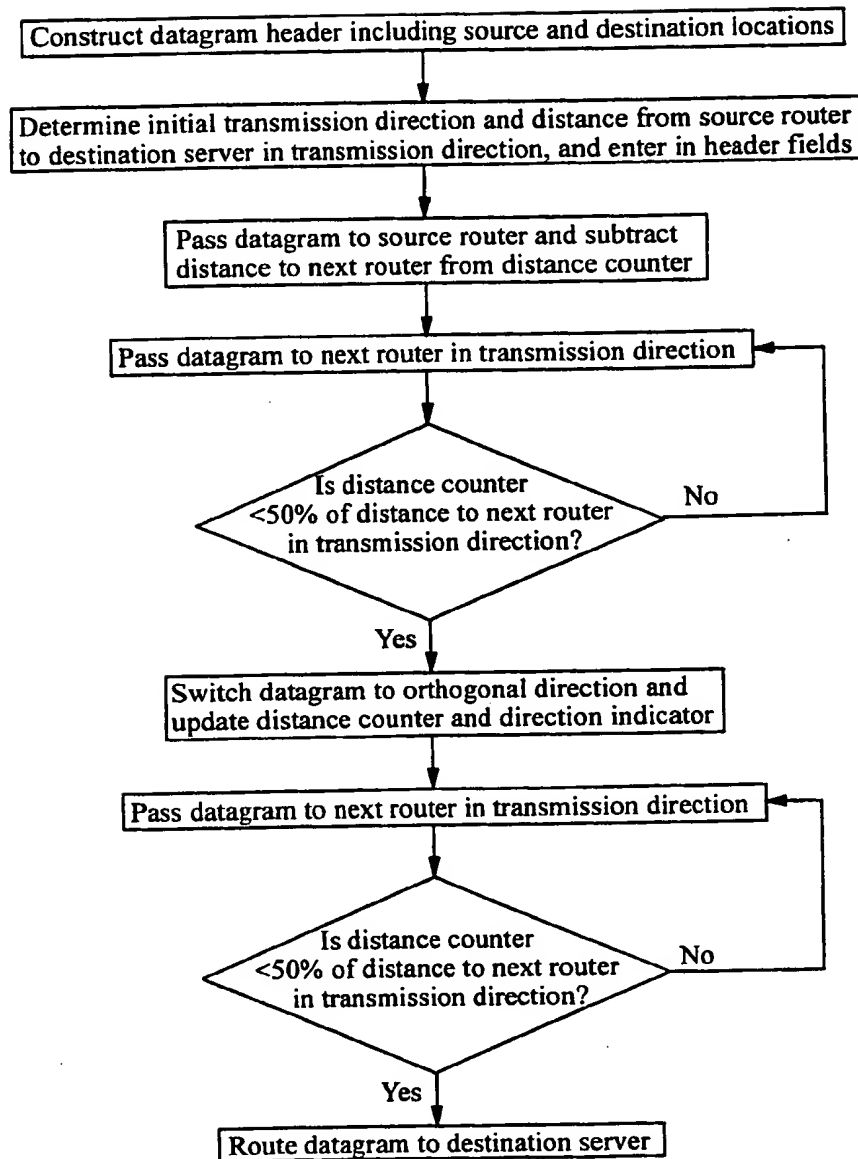 Construct datagram header including source and destination locations
Determine initial transmission direction and distance from source router
to destination server in transmission direction, and enter in header fields
Pass datagram to source router and subtract
distance to next router from distance counter
Pass datagram to next router in transmission direction
Is distance counter
<50% of distance to next router
in transmission direction?
No
Yes
Switch datagram to orthogonal direction and
update distance counter and direction indicator
Pass datagram to next router in transmission direction
Is distance counter
<50% of distance to next router
in transmission direction?
No
Yes
Route datagram to destination server